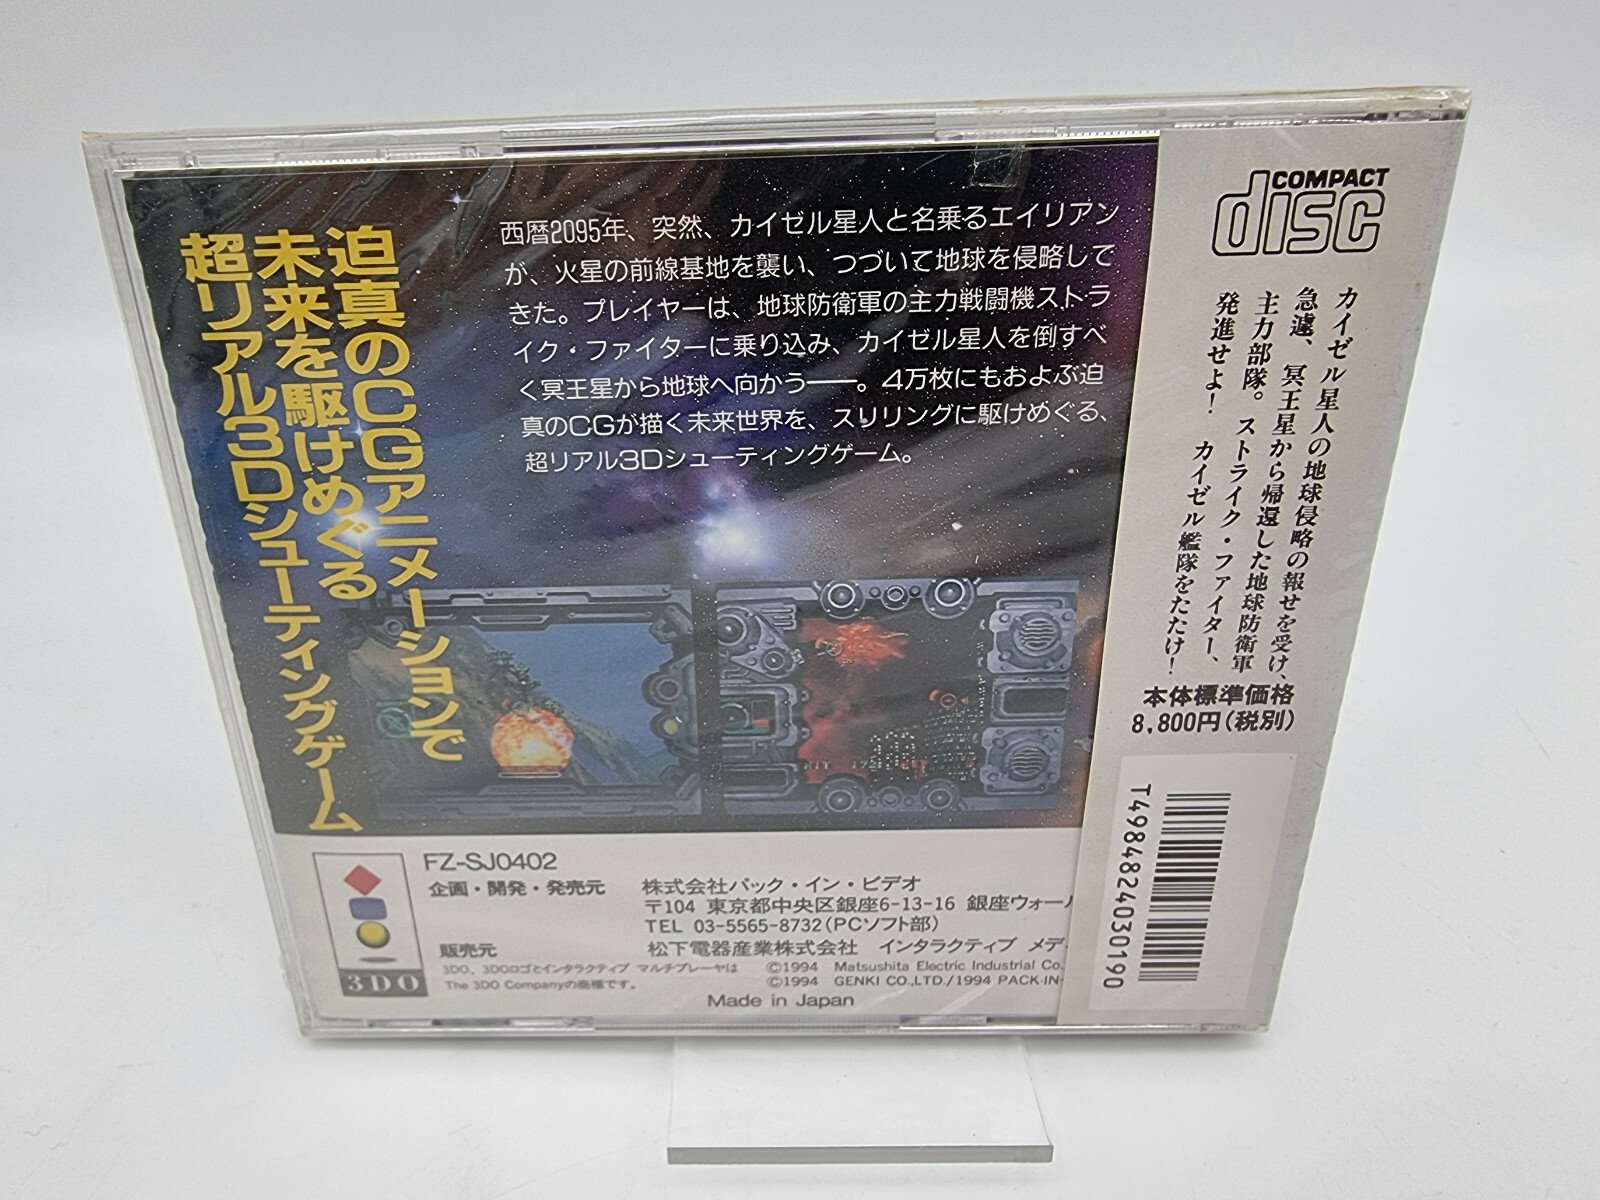 迫真のCGアニメーションで
未来を駆けめぐる
超リアル3Dシューティングゲーム
西暦2095年、突然、カイゼル星人と名乗るエイリアン
が、火星の前線基地を襲い、つづいて地球を侵略して
きた。プレイヤーは、地球防衛軍の主力戦闘機ストラ
イク・ファイターに乗り込み、カイゼル星人を倒すべ
く冥王星から地球へ向かう──。4万枚にもおよぶ迫
真のCGが描く未来世界を、スリリングに駆けめぐる、
超リアル3Dシューティングゲーム。
COMPACT
disc
カイゼル星人の地球侵略の報せを受け、
急遽、冥王星から帰還した地球防衛軍
主力部隊。ストライク・ファイター、
発進せよ! カイゼル艦隊をたたけ!
本体標準価格
8,800円(税別)
T4984824030190
3DO
FZ-SJ0402
企画・開発・発売元 株式会社パック・イン・ビデオ
〒104 東京都中央区銀座6-13-16 銀座ウォー
TEL 03-5565-8732(PCソフト部)
販売元 松下電器産業株式会社 インタラクティブ メデ
3DO、3DOロゴとインタラクティブ マルチプレーヤは ©1994 Matsushita Electric Industrial Co.
The 3DO Companyの商標です。 ©1994 GENKI CO.,LTD./1994 PACK-IN-
Made in Japan